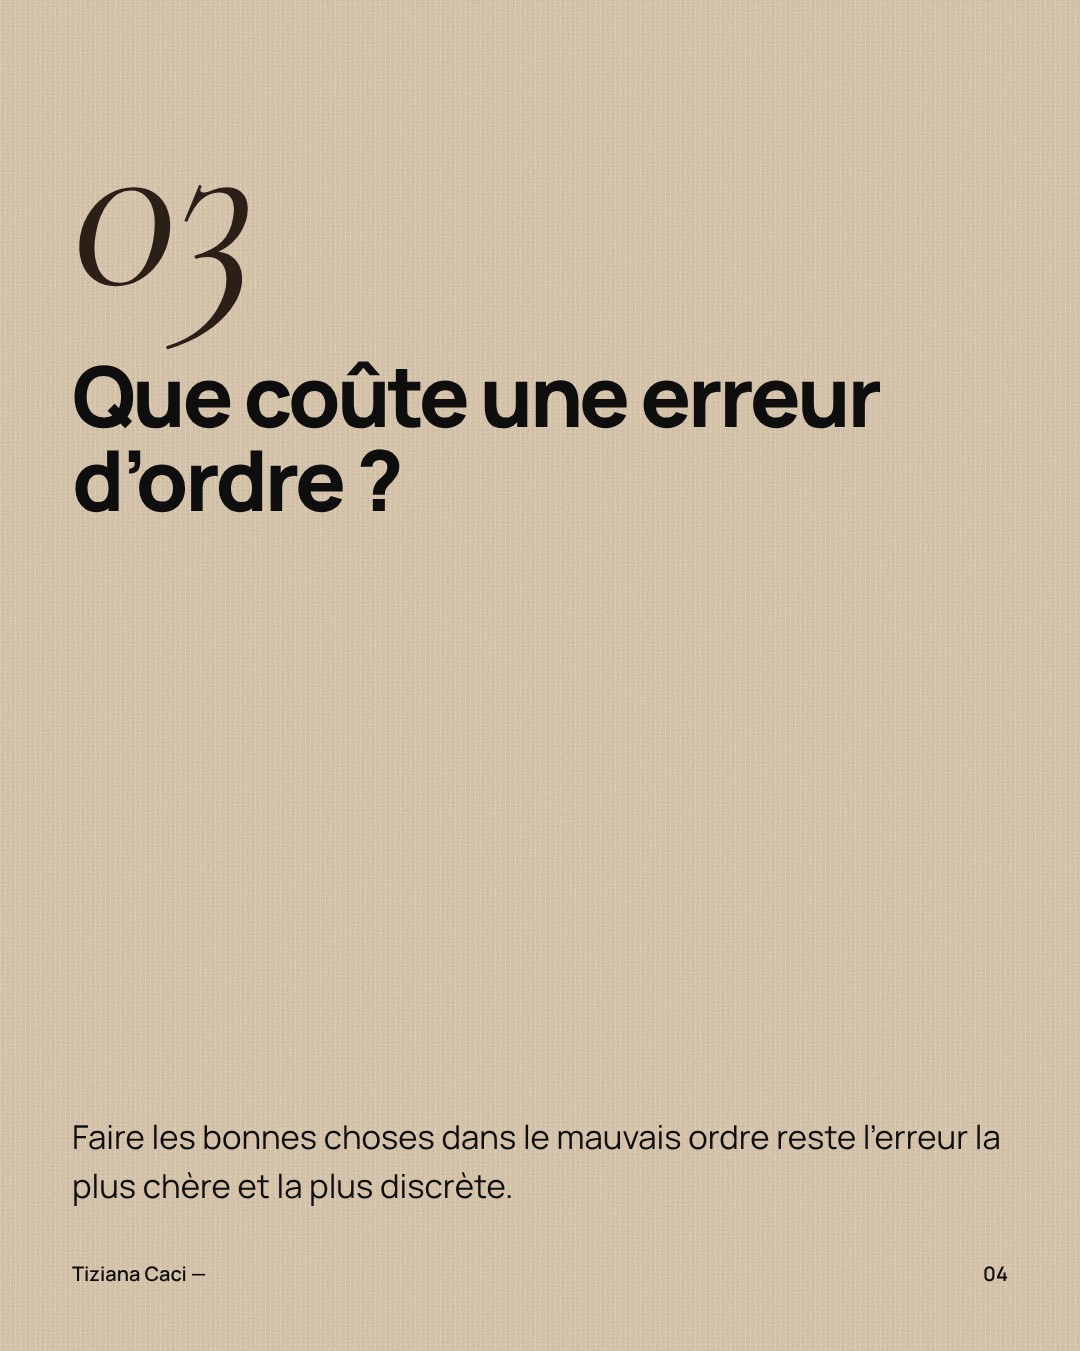 03
Que coûte une erreur
d’ordre ?
Faire les bonnes choses dans le mauvais ordre reste l’erreur la
plus chère et la plus discrète.
Tiziana Caci —
04